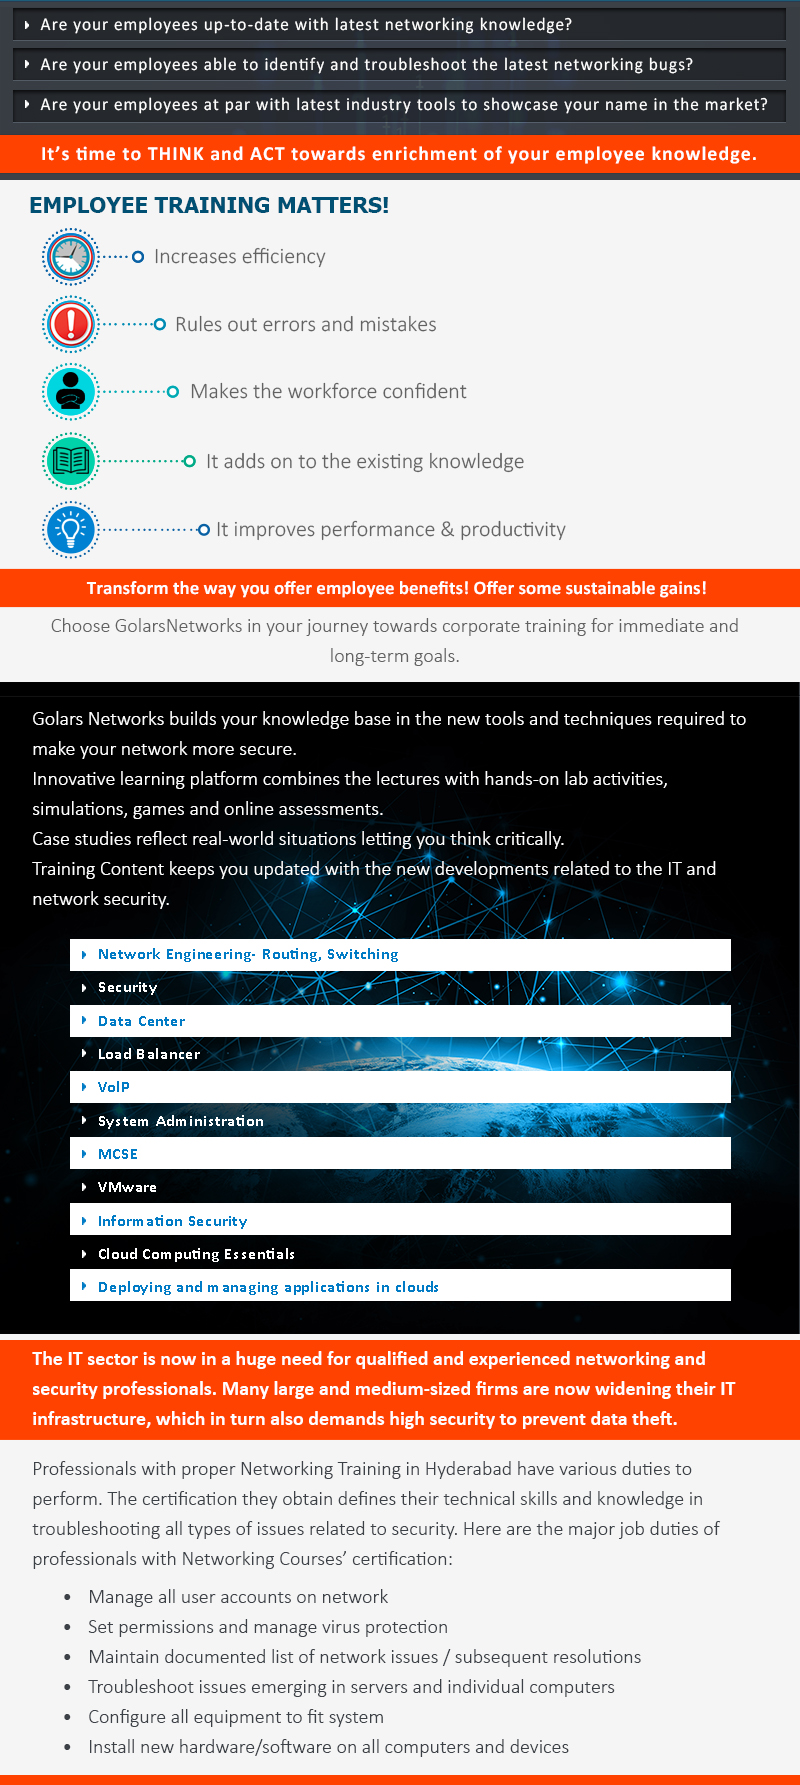 Are your employees up-to-date with latest networking knowledge?
Are your employees able to identify and troubleshoot the latest networking bugs?
Are your employees at par with latest industry tools to showcase your name in the market?
It's time to THINK and ACT towards enrichment of your employee knowledge.
EMPLOYEE TRAINING MATTERS!
Increases efficiency
Rules out errors and mistakes
Makes the workforce confident
It adds on to the existing knowledge
It improves performance & productivity
Transform the way you offer employee benefits! Offer some sustainable gains!
Choose GolarsNetworks in your journey towards corporate training for immediate and
long-term goals.
Golars Networks builds your knowledge base in the new tools and techniques required to
make your network more secure.
Innovative learning platform combines the lectures with hands-on lab activities,
simulations, games and online assessments.
Case studies reflect real-world situations letting you think critically.
Training Content keeps you updated with the new developments related to the IT and
network security.
Network Engineering- Routing, Switching
Security
Data Center
Load Balancer
VoIP
System Administration
MCSE
VMware
Information Security
Cloud Computing Essentials
Deploying and managing applications in clouds
The IT sector is now in a huge need for qualified and experienced networking and
security professionals. Many large and medium-sized firms are now widening their IT
infrastructure, which in turn also demands high security to prevent data theft.
Professionals with proper Networking Training in Hyderabad have various duties to
perform. The certification they obtain defines their technical skills and knowledge in
troubleshooting all types of issues related to security. Here are the major job duties of
professionals with Networking Courses' certification:
• Manage all user accounts on network
• Set permissions and manage virus protection
• Maintain documented list of network issues / subsequent resolutions
• Troubleshoot issues emerging in servers and individual computers
• Configure all equipment to fit system
• Install new hardware/software on all computers and devices